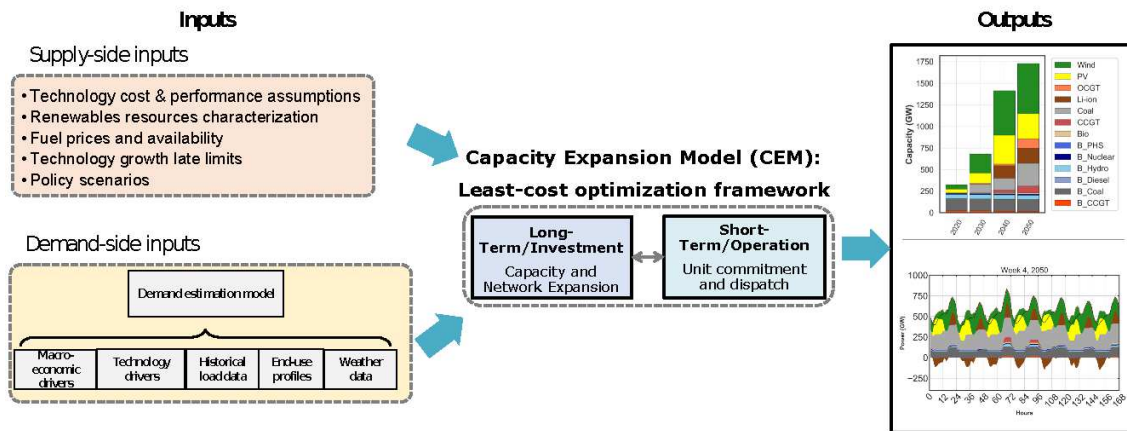 Inputs
Supply-side inputs
• Technology cost & performance assumptions
• Renewables resources characterization
• Fuel prices and availability
• Technology growth late limits
• Policy scenarios
Demand-side inputs
Demand estimation model
Macro-
economic
drivers
Technology
drivers
Historical
load data
End-use
profiles
Weather
data
Capacity Expansion Model (CEM):
Least-cost optimization framework
Long-
Term/Investment
Capacity and
Network Expansion
Short-
Term/Operation
Unit commitment
and dispatch
Outputs
Capacity (GW)
1750
1500
1250
1000
750
500
250
0
2020
2030
2040
2050
Wind
PV
OCGT
Li-ion
Coal
CCGT
Bio
B_PHS
B_Nuclear
B_Hydro
B_Diesel
B_Coal
B_CCGT
Week 4, 2050
Power (GW)
1000
750
500
250
0
−250
0
12
24
36
48
60
72
84
96
108
120
132
144
156
168
Hours